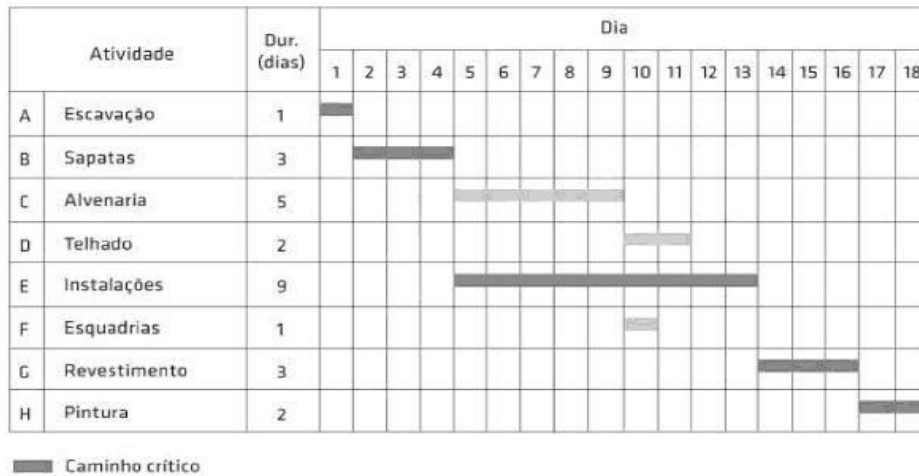 Atividade Dur. (dias) Dia
1 2 3 4 5 6 7 8 9 10 11 12 13 14 15 16 17 18
A Escavação 1
B Sapatas 3
C Alvenaria 5
D Telhado 2
E Instalações 9
F Esquadrias 1
G Revestimento 3
H Pintura 2
Caminho crítico